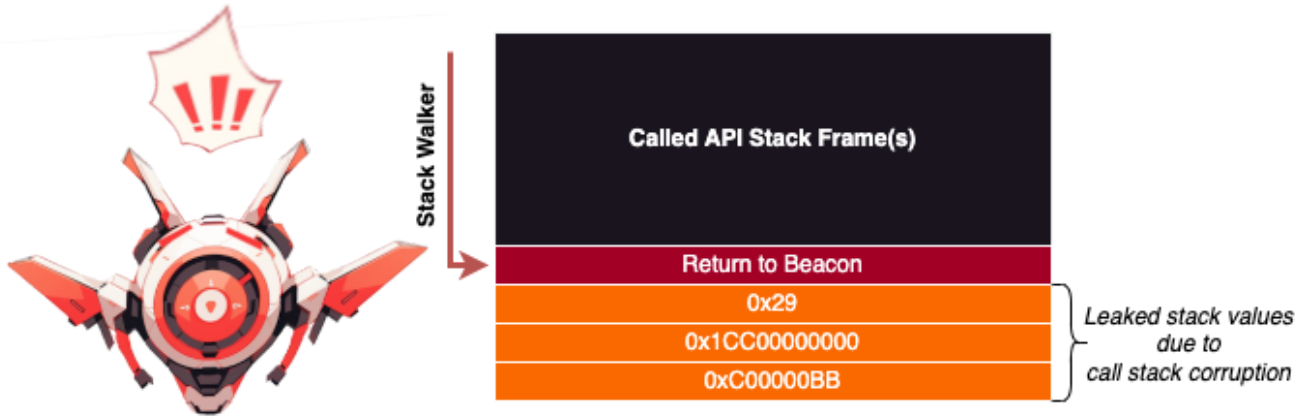 !!!
Stack Walker
Called API Stack Frame(s)
Return to Beacon
0x29
0x1CC00000000
0xC00000BB
Leaked stack values
due to
call stack corruption